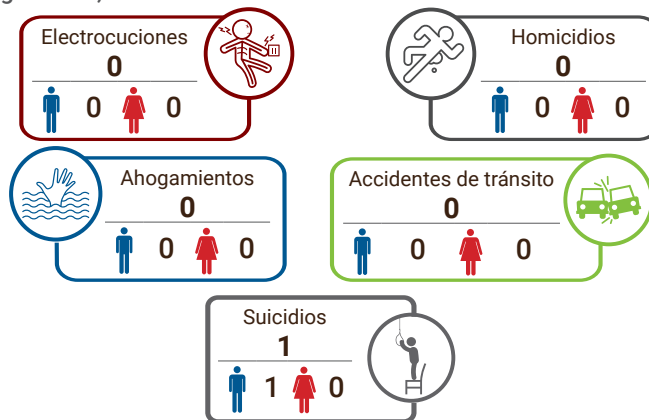 Electrocuciones
0
0 0
Homicidios
0
0 0
Ahogamientos
0
0 0
Accidentes de tránsito
0
0 0
Suicidios
1
1 0